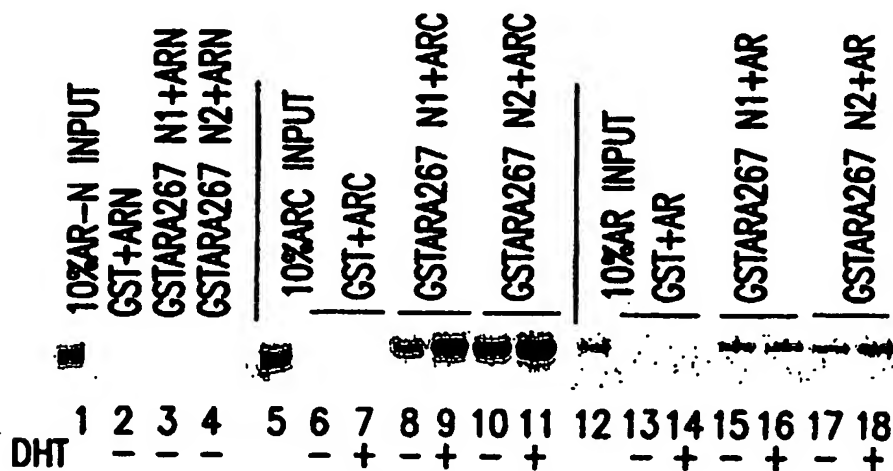 10%AR-N INPUT
GST+ARN
GSTARA267 N1+ARN
GSTARA267 N2+ARN
10%ARC INPUT
GST+ARC
GSTARA267 N1+ARC
GSTARA267 N2+ARC
10%AR INPUT
GST+AR
GSTARA267 N1+AR
GSTARA267 N2+AR
1 2 3 4 5 6 7 8 9 10 11 12 13 14 15 16 17 18
DHT - - - - + - + - + - + - + - +